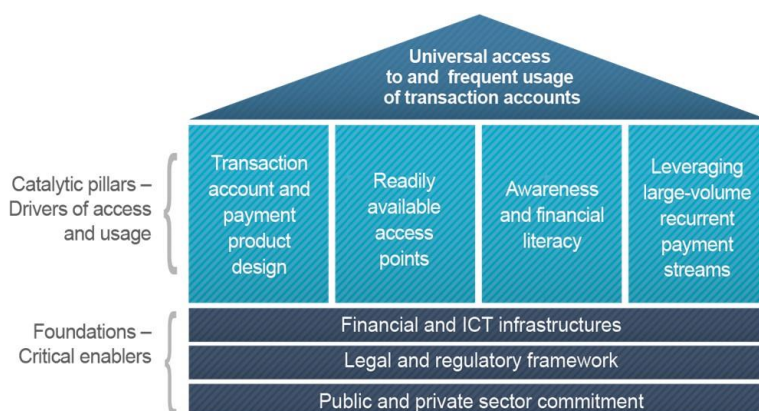 Universal access
to and frequent usage
of transaction accounts
Catalytic pillars –
Drivers of access
and usage
Transaction
account and
payment
product
design
Readily
available
access
points
Awareness
and financial
literacy
Leveraging
large-volume
recurrent
payment
streams
Foundations –
Critical enablers
Financial and ICT infrastructures
Legal and regulatory framework
Public and private sector commitment